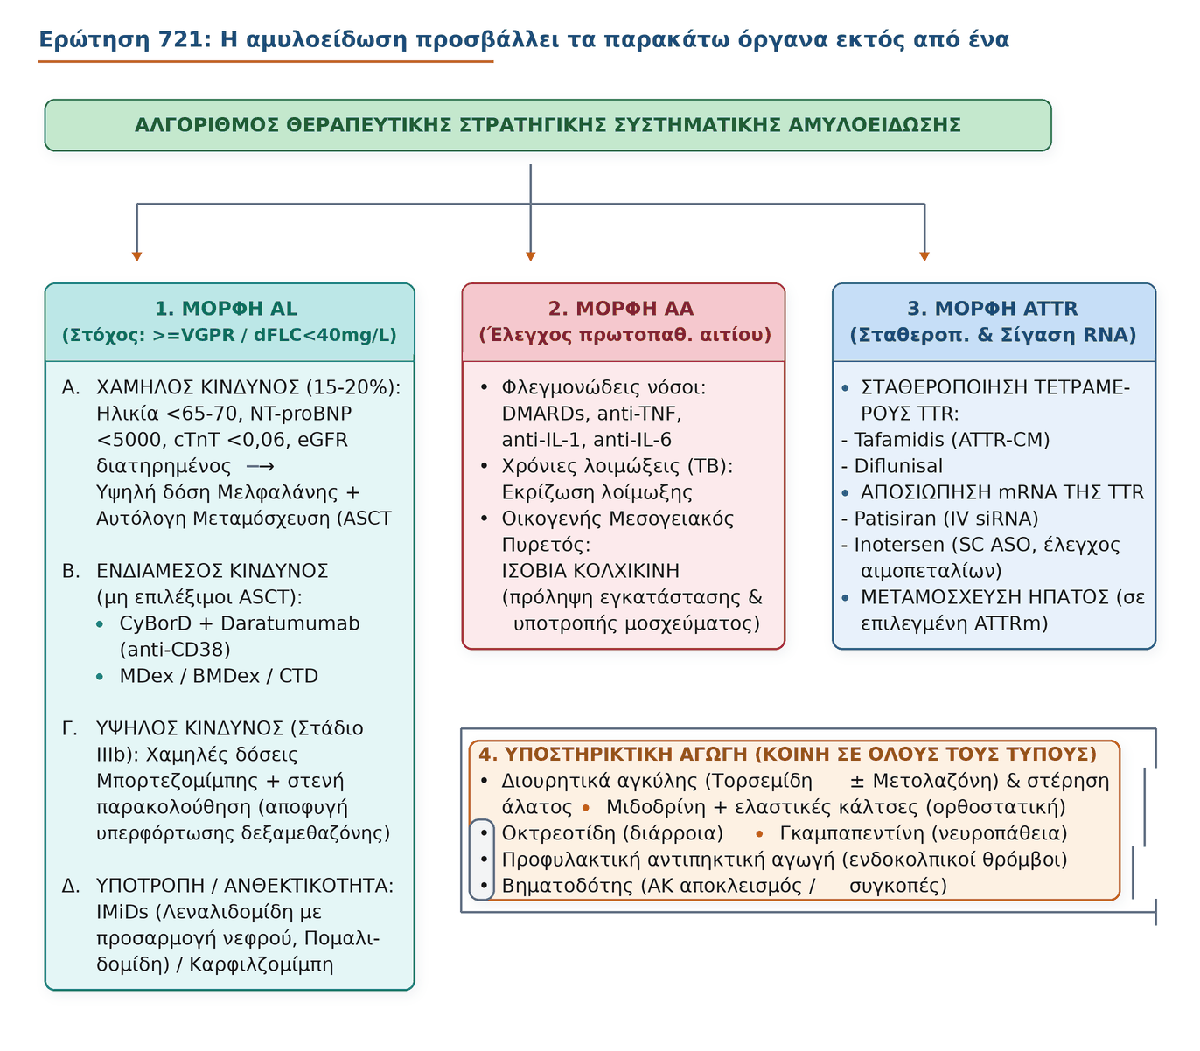 Ερώτηση 721: Η αμυλοείδωση προσβάλλει τα παρακάτω όργανα εκτός από ένα
ΑΛΓΟΡΙΘΜΟΣ ΘΕΡΑΠΕΥΤΙΚΗΣ ΣΤΡΑΤΗΓΙΚΗΣ ΣΥΣΤΗΜΑΤΙΚΗΣ ΑΜΥΛΟΕΙΔΩΣΗΣ
1. ΜΟΡΦΗ AL
(Στόχος: >=VGPR / dFLC<40mg/L)
Α. ΧΑΜΗΛΟΣ ΚΙΝΔΥΝΟΣ (15-20%):
Ηλικία <65-70, NT-proBNP
<5000, cTnT <0,06, eGFR
διατηρημένος —→
Υψηλή δόση Μελφαλάνης +
Αυτόλογη Μεταμόσχευση (ASCT
Β. ΕΝΔΙΑΜΕΣΟΣ ΚΙΝΔΥΝΟΣ
(μη επιλέξιμοι ASCT):
• CyBorD + Daratumumab
(anti-CD38)
• MDex / BMDex / CTD
Γ. ΥΨΗΛΟΣ ΚΙΝΔΥΝΟΣ (Στάδιο
IIIb): Χαμηλές δόσεις
Μπορτεζομίμπης + στενή
παρακολούθηση (αποφυγή
υπερφόρτωσης δεξαμεθαζόνης)
Δ. ΥΠΟΤΡΟΠΗ / ΑΝΘΕΚΤΙΚΟΤΗΤΑ:
IMiDs (Λεναλιδομίδη με
προσαρμογή νεφρού, Πομαλι-
δομίδη) / Καρφιλζομίμπη
2. ΜΟΡΦΗ AA
(Έλεγχος πρωτοπαθ. αιτίου)
• Φλεγμονώδεις νόσοι:
DMARDs, anti-TNF,
anti-IL-1, anti-IL-6
• Χρόνιες λοιμώξεις (TB):
Εκρίζωση λοίμωξης
• Οικογενής Μεσογειακός
Πυρετός:
ΙΣΟΒΙΑ ΚΟΛΧΙΚΙΝΗ
(πρόληψη εγκατάστασης &
υποτροπής μοσχεύματος)
3. ΜΟΡΦΗ ATTR
(Σταθεροπ. & Σίγαση RNA)
• ΣΤΑΘΕΡΟΠΟΙΗΣΗ ΤΕΤΡΑΜΕ-
ΡΟΥΣ TTR:
- Tafamidis (ATTR-CM)
- Diflunisal
• ΑΠΟΣΙΩΠΗΣΗ mRNA ΤΗΣ TTR
- Patisiran (IV siRNA)
- Inotersen (SC ASO, έλεγχος
αιμοπεταλίων)
• ΜΕΤΑΜΟΣΧΕΥΣΗ ΗΠΑΤΟΣ (σε
επιλεγμένη ATTRm)
4. ΥΠΟΣΤΗΡΙΚΤΙΚΗ ΑΓΩΓΗ (ΚΟΙΝΗ ΣΕ ΟΛΟΥΣ ΤΟΥΣ ΤΥΠΟΥΣ)
• Διουρητικά αγκύλης (Τορσεμίδη ± Μετολαζόνη) & στέρηση
άλατος • Μιδοδρίνη + ελαστικές κάλτσες (ορθοστατική)
• Οκτρεοτίδη (διάρροια) • Γκαμπαπεντίνη (νευροπάθεια)
• Προφυλακτική αντιπηκτική αγωγή (ενδοκολπικοί θρόμβοι)
• Βηματοδότης (ΑΚ αποκλεισμός / συγκοπές)